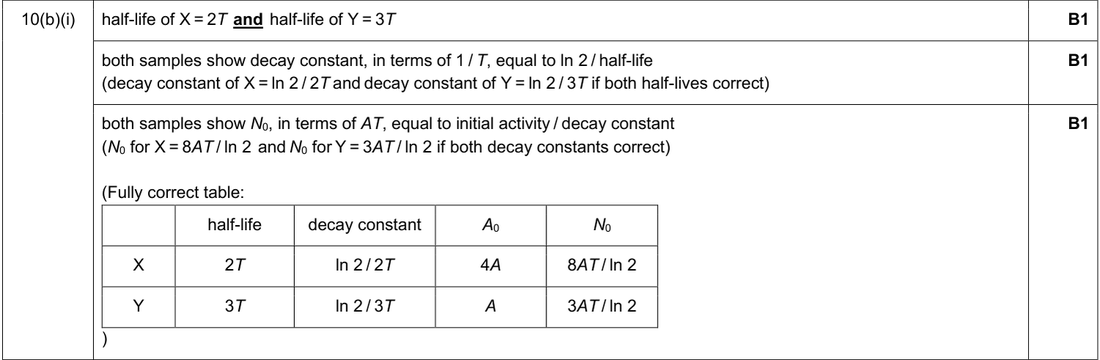 10(b)(i) half-life of X = 2T and half-life of Y = 3T B1
both samples show decay constant, in terms of 1 / T, equal to ln 2 / half-life B1
(decay constant of X = ln 2 / 2T and decay constant of Y = ln 2 / 3T if both half-lives correct)
both samples show N₀, in terms of AT, equal to initial activity / decay constant B1
(N₀ for X = 8AT / ln 2 and N₀ for Y = 3AT / ln 2 if both decay constants correct)
(Fully correct table:
half-life decay constant A₀ N₀
X 2T ln 2 / 2T 4A 8AT / ln 2
Y 3T ln 2 / 3T A 3AT / ln 2
)